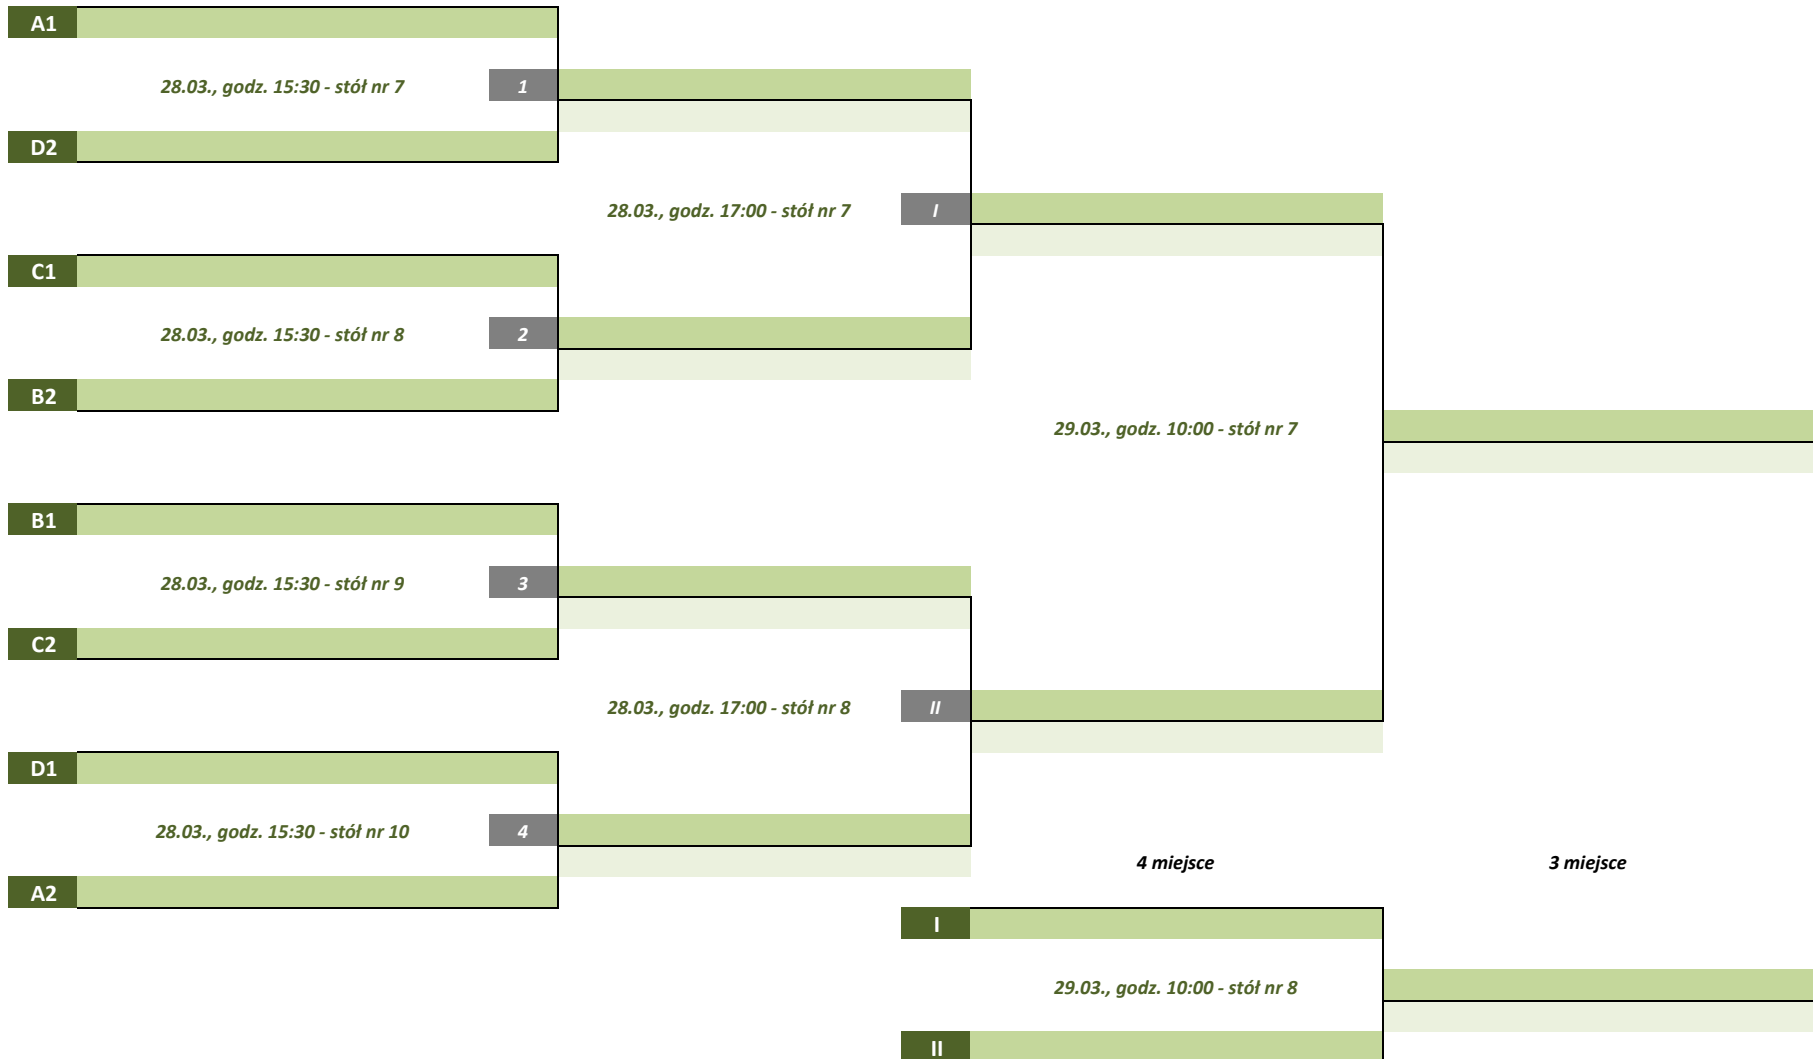 A1
28.03., godz. 15:30 - stół nr 7
1
D2
28.03., godz. 17:00 - stół nr 7
I
C1
28.03., godz. 15:30 - stół nr 8
2
B2
29.03., godz. 10:00 - stół nr 7
B1
28.03., godz. 15:30 - stół nr 9
3
C2
28.03., godz. 17:00 - stół nr 8
II
D1
28.03., godz. 15:30 - stół nr 10
4
A2
4 miejsce
3 miejsce
I
29.03., godz. 10:00 - stół nr 8
II